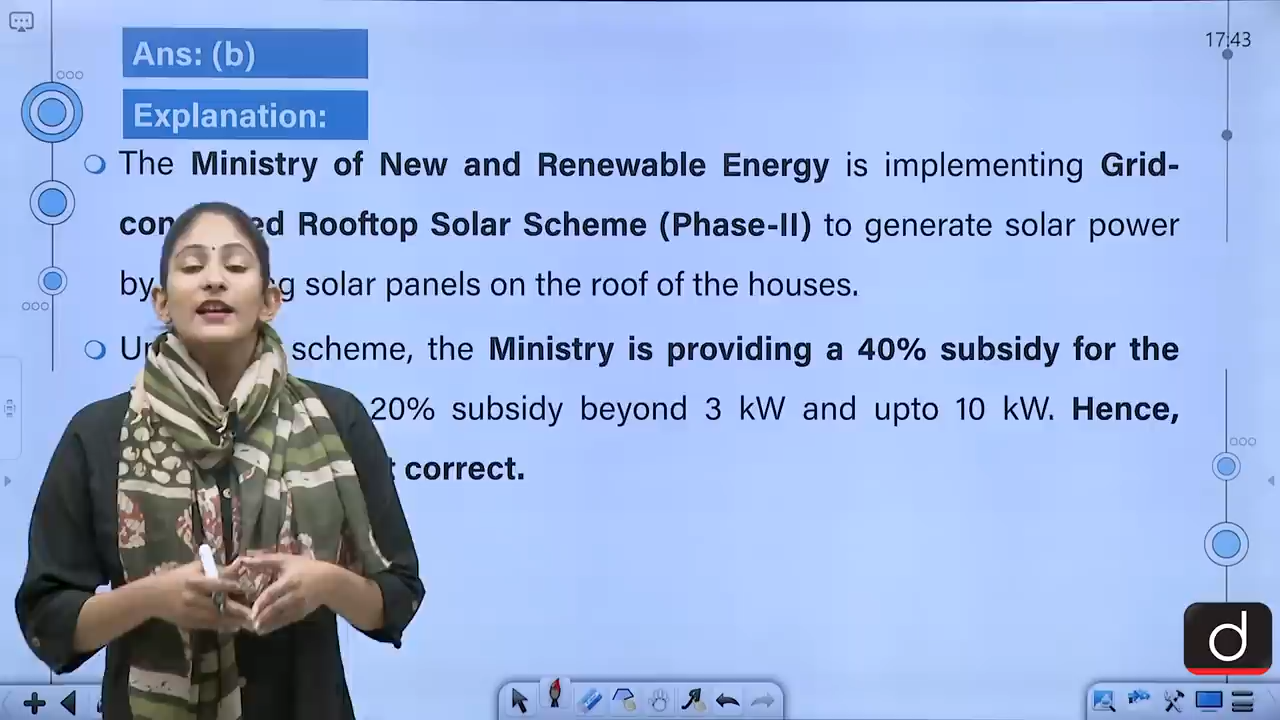 17:43
Ans: (b)
Explanation:
The Ministry of New and Renewable Energy is implementing Grid-
Rooftop Solar Scheme (Phase-II) to generate solar power
by solar panels on the roof of the houses.
scheme, the Ministry is providing a 40% subsidy for the
20% subsidy beyond 3 kW and upto 10 kW. Hence,
correct.
d